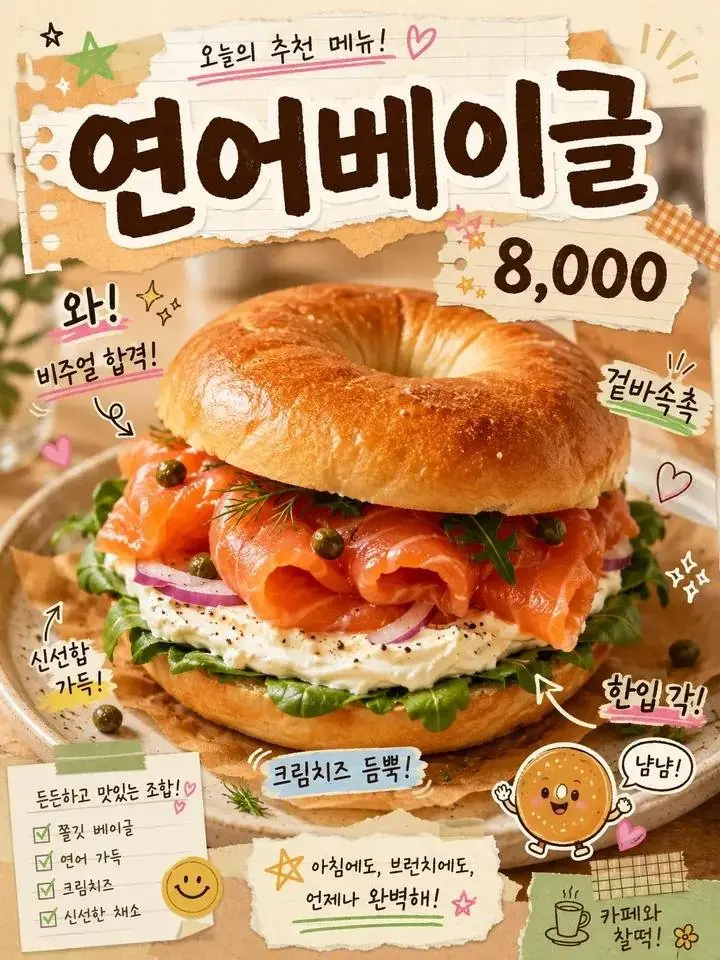 오늘의 추천 메뉴!
연어베이글
8,000
와!
비주얼 합격!
겉바속촉
신선함
가득!
한입 각!
크림치즈 듬뿍!
냠냠!
든든하고 맛있는 조합!
쫄깃 베이글
연어 가득
크림치즈
신선한 채소
아침에도, 브런치에도,
언제나 완벽해!
카페와
찰떡!